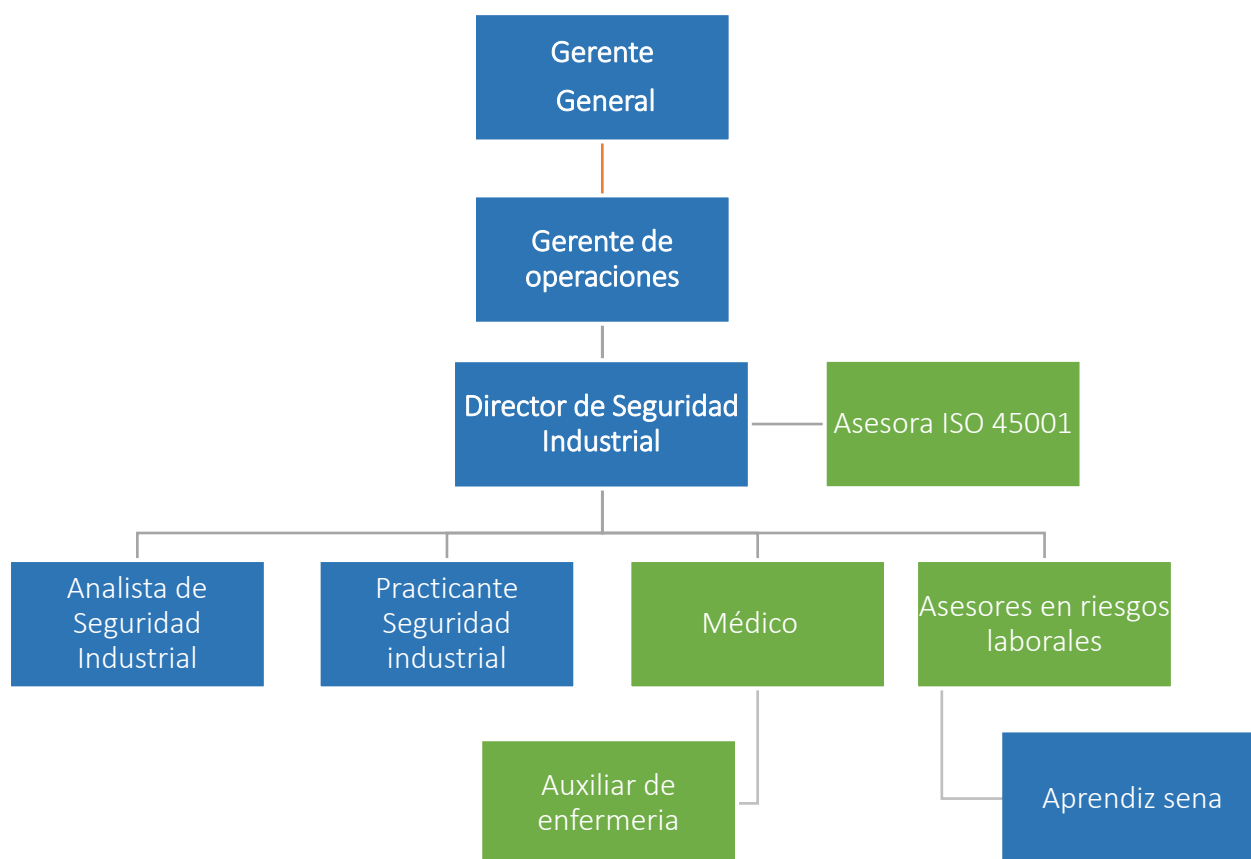 Gerente
General
Gerente de
operaciones
Director de Seguridad
Industrial
Asesora ISO 45001
Analista de
Seguridad
Industrial
Practicante
Seguridad
industrial
Médico
Asesores en riesgos
laborales
Auxiliar de
enfermeria
Aprendiz sena